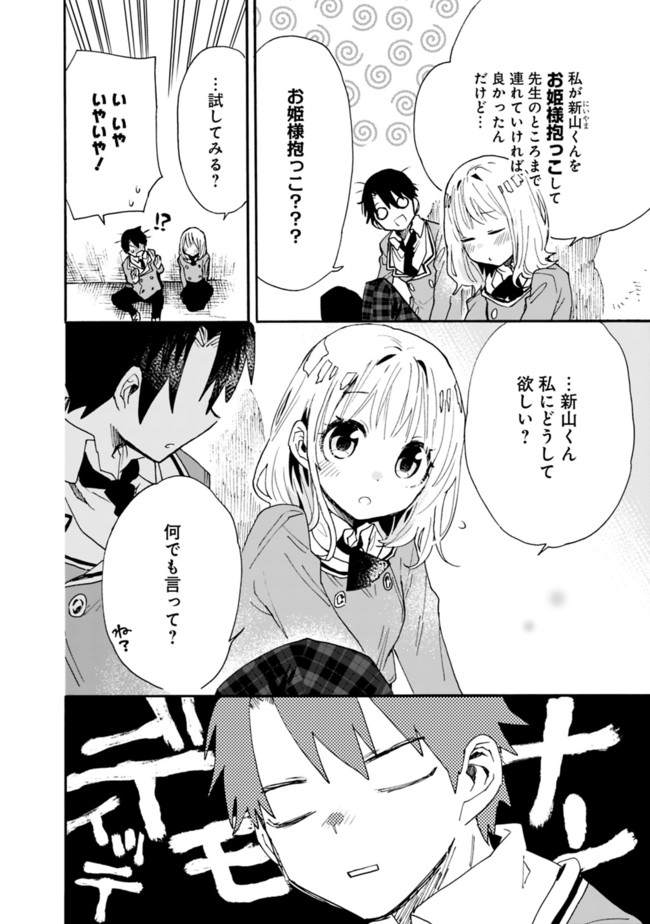 私が新山くんを
にいやま
お姫様抱っこして
先生のところまで
連れていければ
良かったん
だけど…
お姫様抱っこ???
…試してみる?
い いや
いやいや!
!?
…新山くん
私にどうして
欲しい?
何でも言って?
ね?
ナン
デモ
イッテ